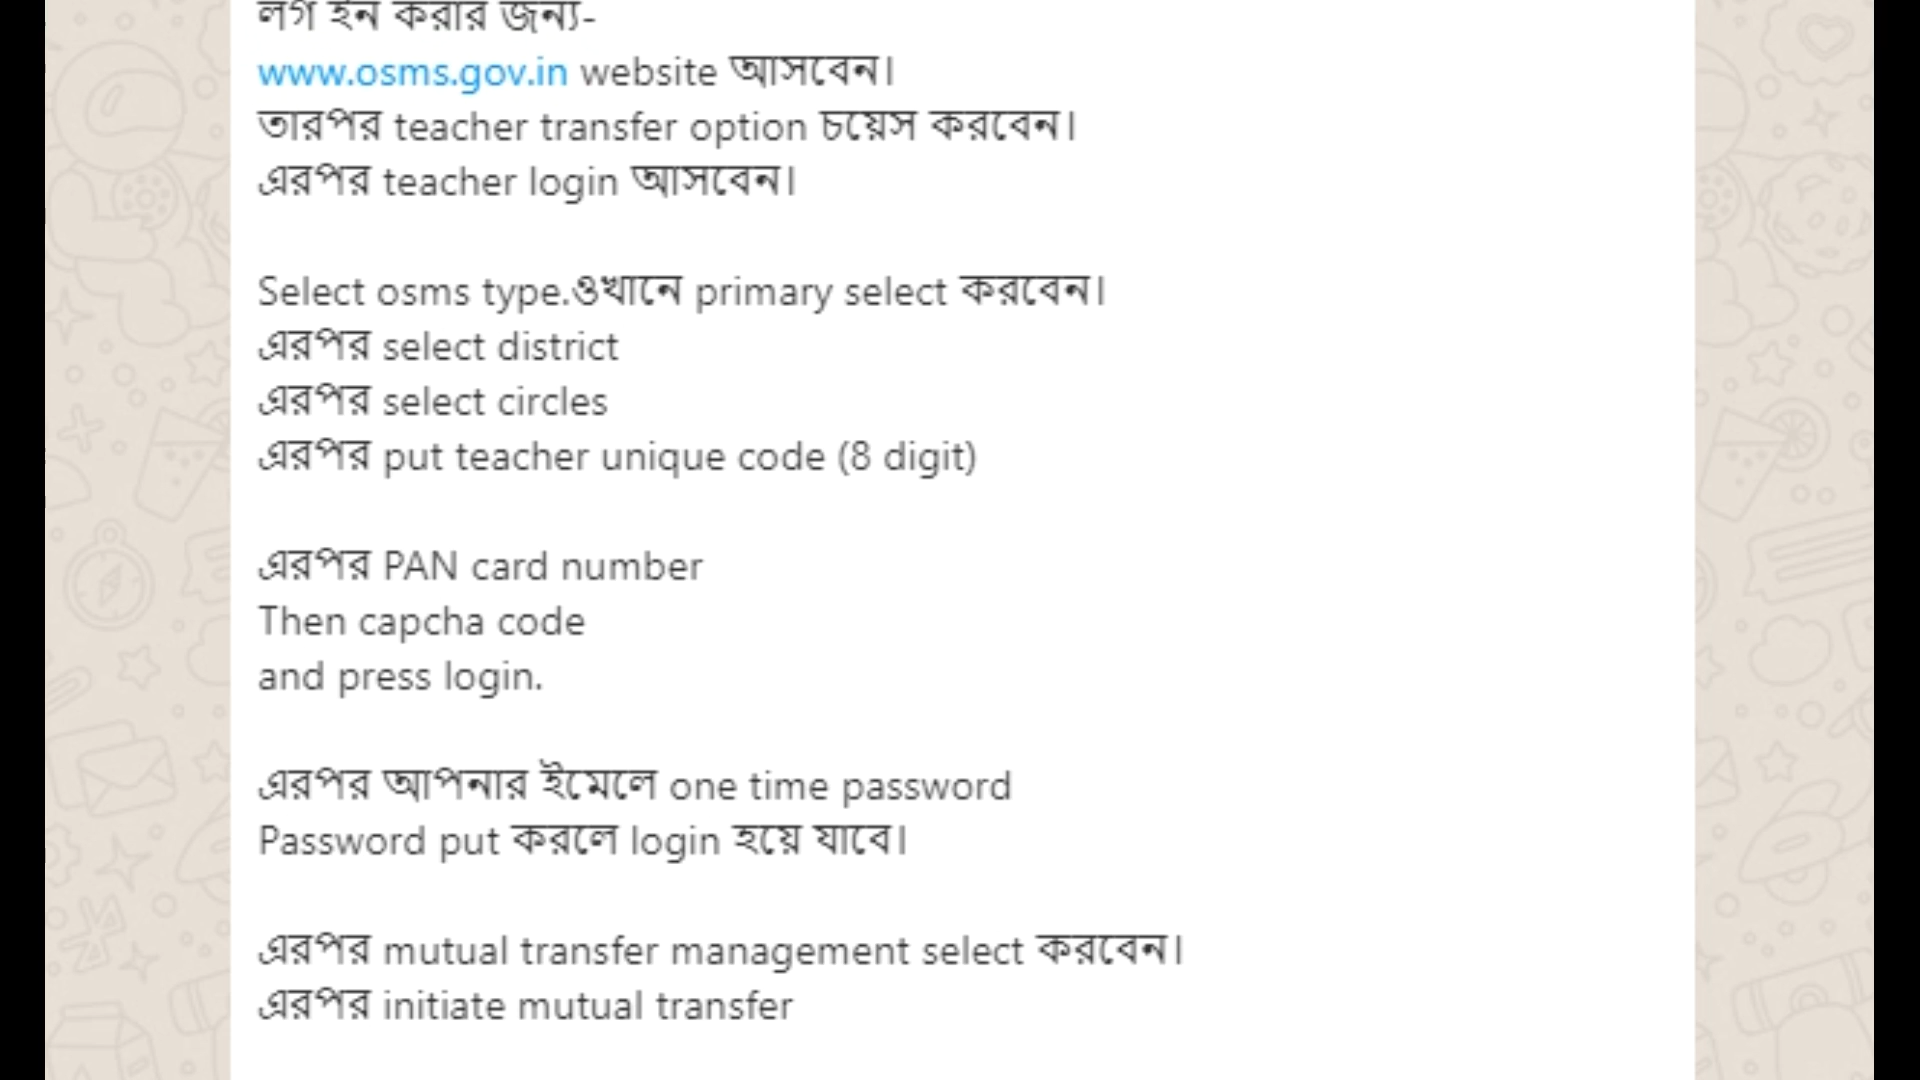 লগ ইন করার জন্য-
www.osms.gov.in website আসবেন।
তারপর teacher transfer option চয়েস করবেন।
এরপর teacher login আসবেন।
Select osms type.ওখানে primary select করবেন।
এরপর select district
এরপর select circles
এরপর put teacher unique code (8 digit)
এরপর PAN card number
Then capcha code
and press login.
এরপর আপনার ইমেলে one time password
Password put করলে login হয়ে যাবে।
এরপর mutual transfer management select করবেন।
এরপর initiate mutual transfer